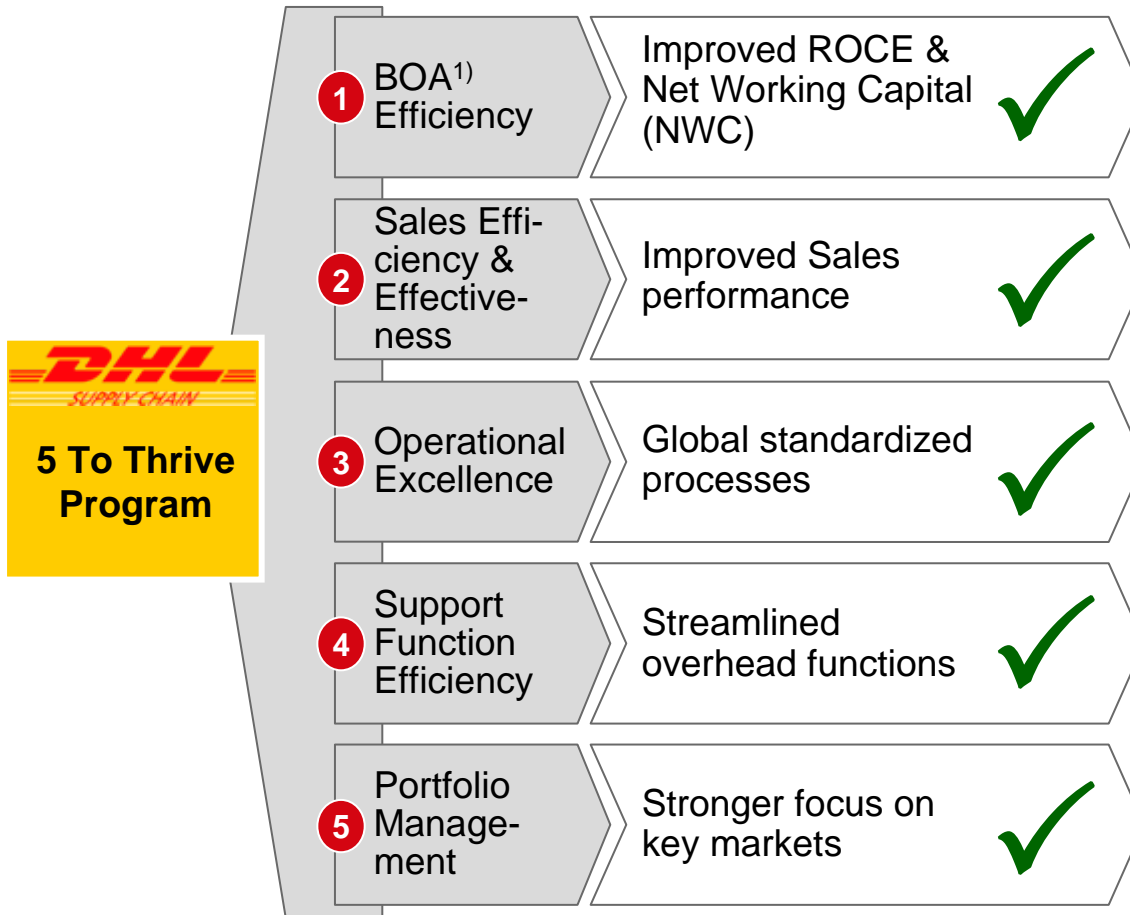 1
BOA1)
Efficiency
Improved ROCE &
Net Working Capital
(NWC)
2
Sales Effi-
ciency &
Effective-
ness
Improved Sales
performance
DHL
SUPPLY CHAIN
5 To Thrive
Program
3
Operational
Excellence
Global standardized
processes
4
Support
Function
Efficiency
Streamlined
overhead functions
5
Portfolio
Manage-
ment
Stronger focus on
key markets